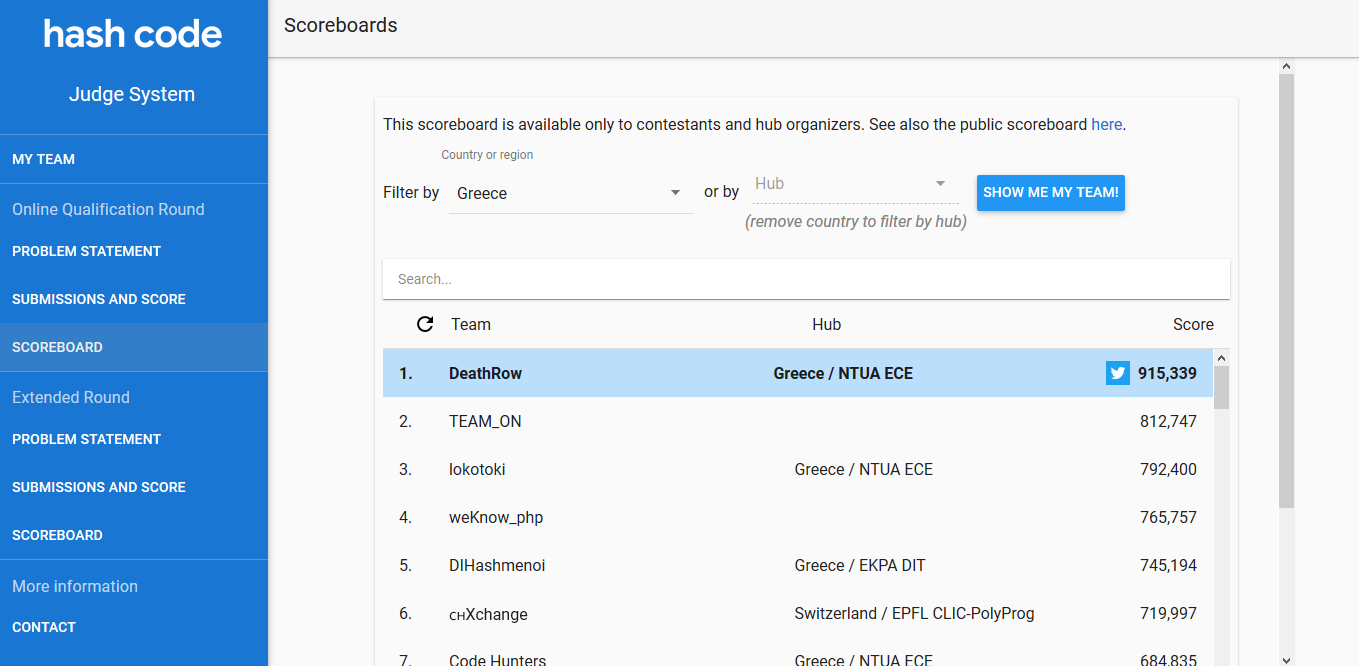 hash code
Judge System
MY TEAM
Online Qualification Round
PROBLEM STATEMENT
SUBMISSIONS AND SCORE
SCOREBOARD
Extended Round
PROBLEM STATEMENT
SUBMISSIONS AND SCORE
SCOREBOARD
More information
CONTACT
Scoreboards
This scoreboard is available only to contestants and hub organizers. See also the public scoreboard here.
Country or region
Filter by Greece or by Hub SHOW ME MY TEAM!
(remove country to filter by hub)
Search...
Team Hub Score
1. DeathRow Greece / NTUA ECE 915,339
2. TEAM_ON 812,747
3. lokotoki Greece / NTUA ECE 792,400
4. weKnow_php 765,757
5. DIHashmenoi Greece / EKPA DIT 745,194
6. ᴄʜXchange Switzerland / EPFL CLIC-PolyProg 719,997
7. Code Hunters Greece / NTUA ECE 684,835